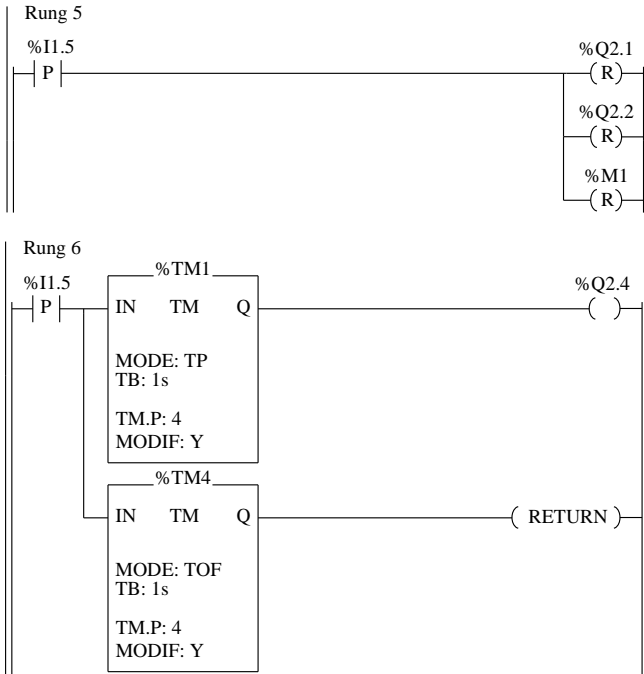 Rung 5
%I1.5
%Q2.1
P
R
%Q2.2
R
%M1
R
Rung 6
%I1.5
%TM1
%Q2.4
P
IN TM Q
MODE: TP
TB: 1s
TM.P: 4
MODIF: Y
%TM4
IN TM Q
RETURN
MODE: TOF
TB: 1s
TM.P: 4
MODIF: Y